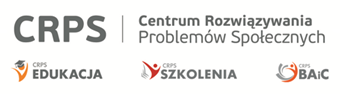 CRPS
Centrum Rozwiązywania
Problemów Społecznych
CRPS
EDUKACJA
CRPS
SZKOLENIA
CRPS
BAiC